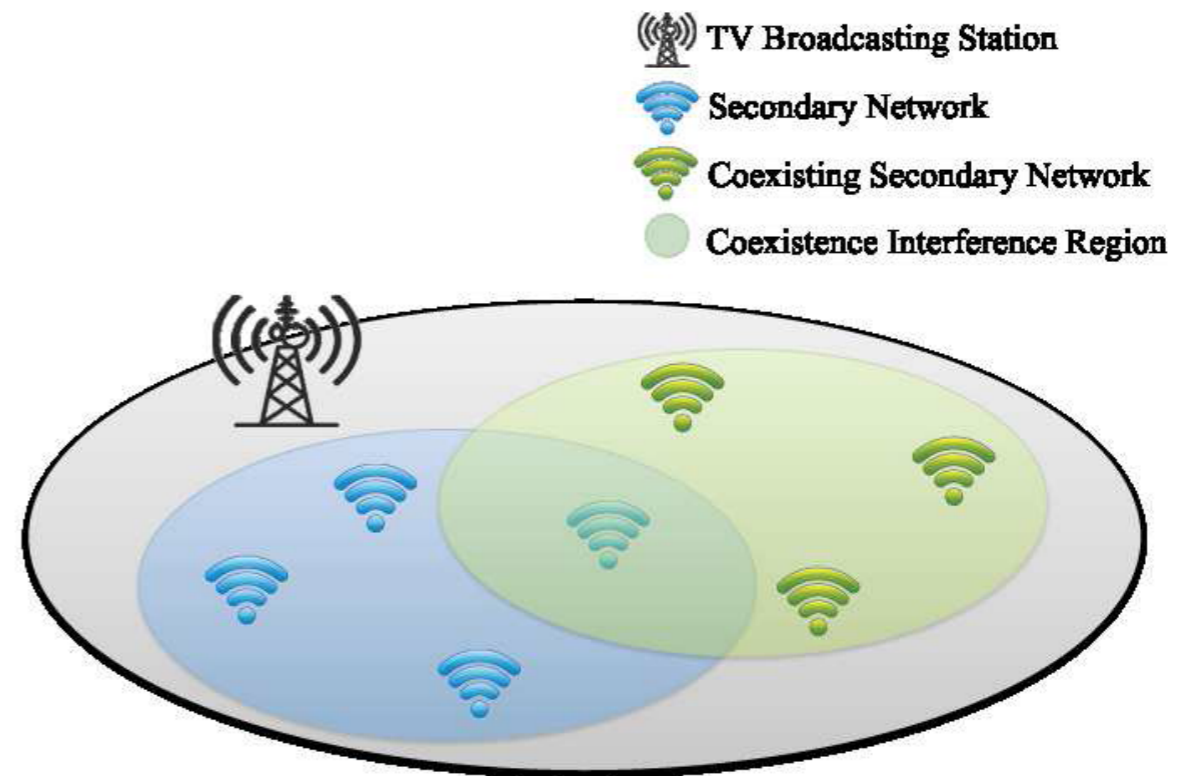 TV Broadcasting Station
Secondary Network
Coexisting Secondary Network
Coexistence Interference Region